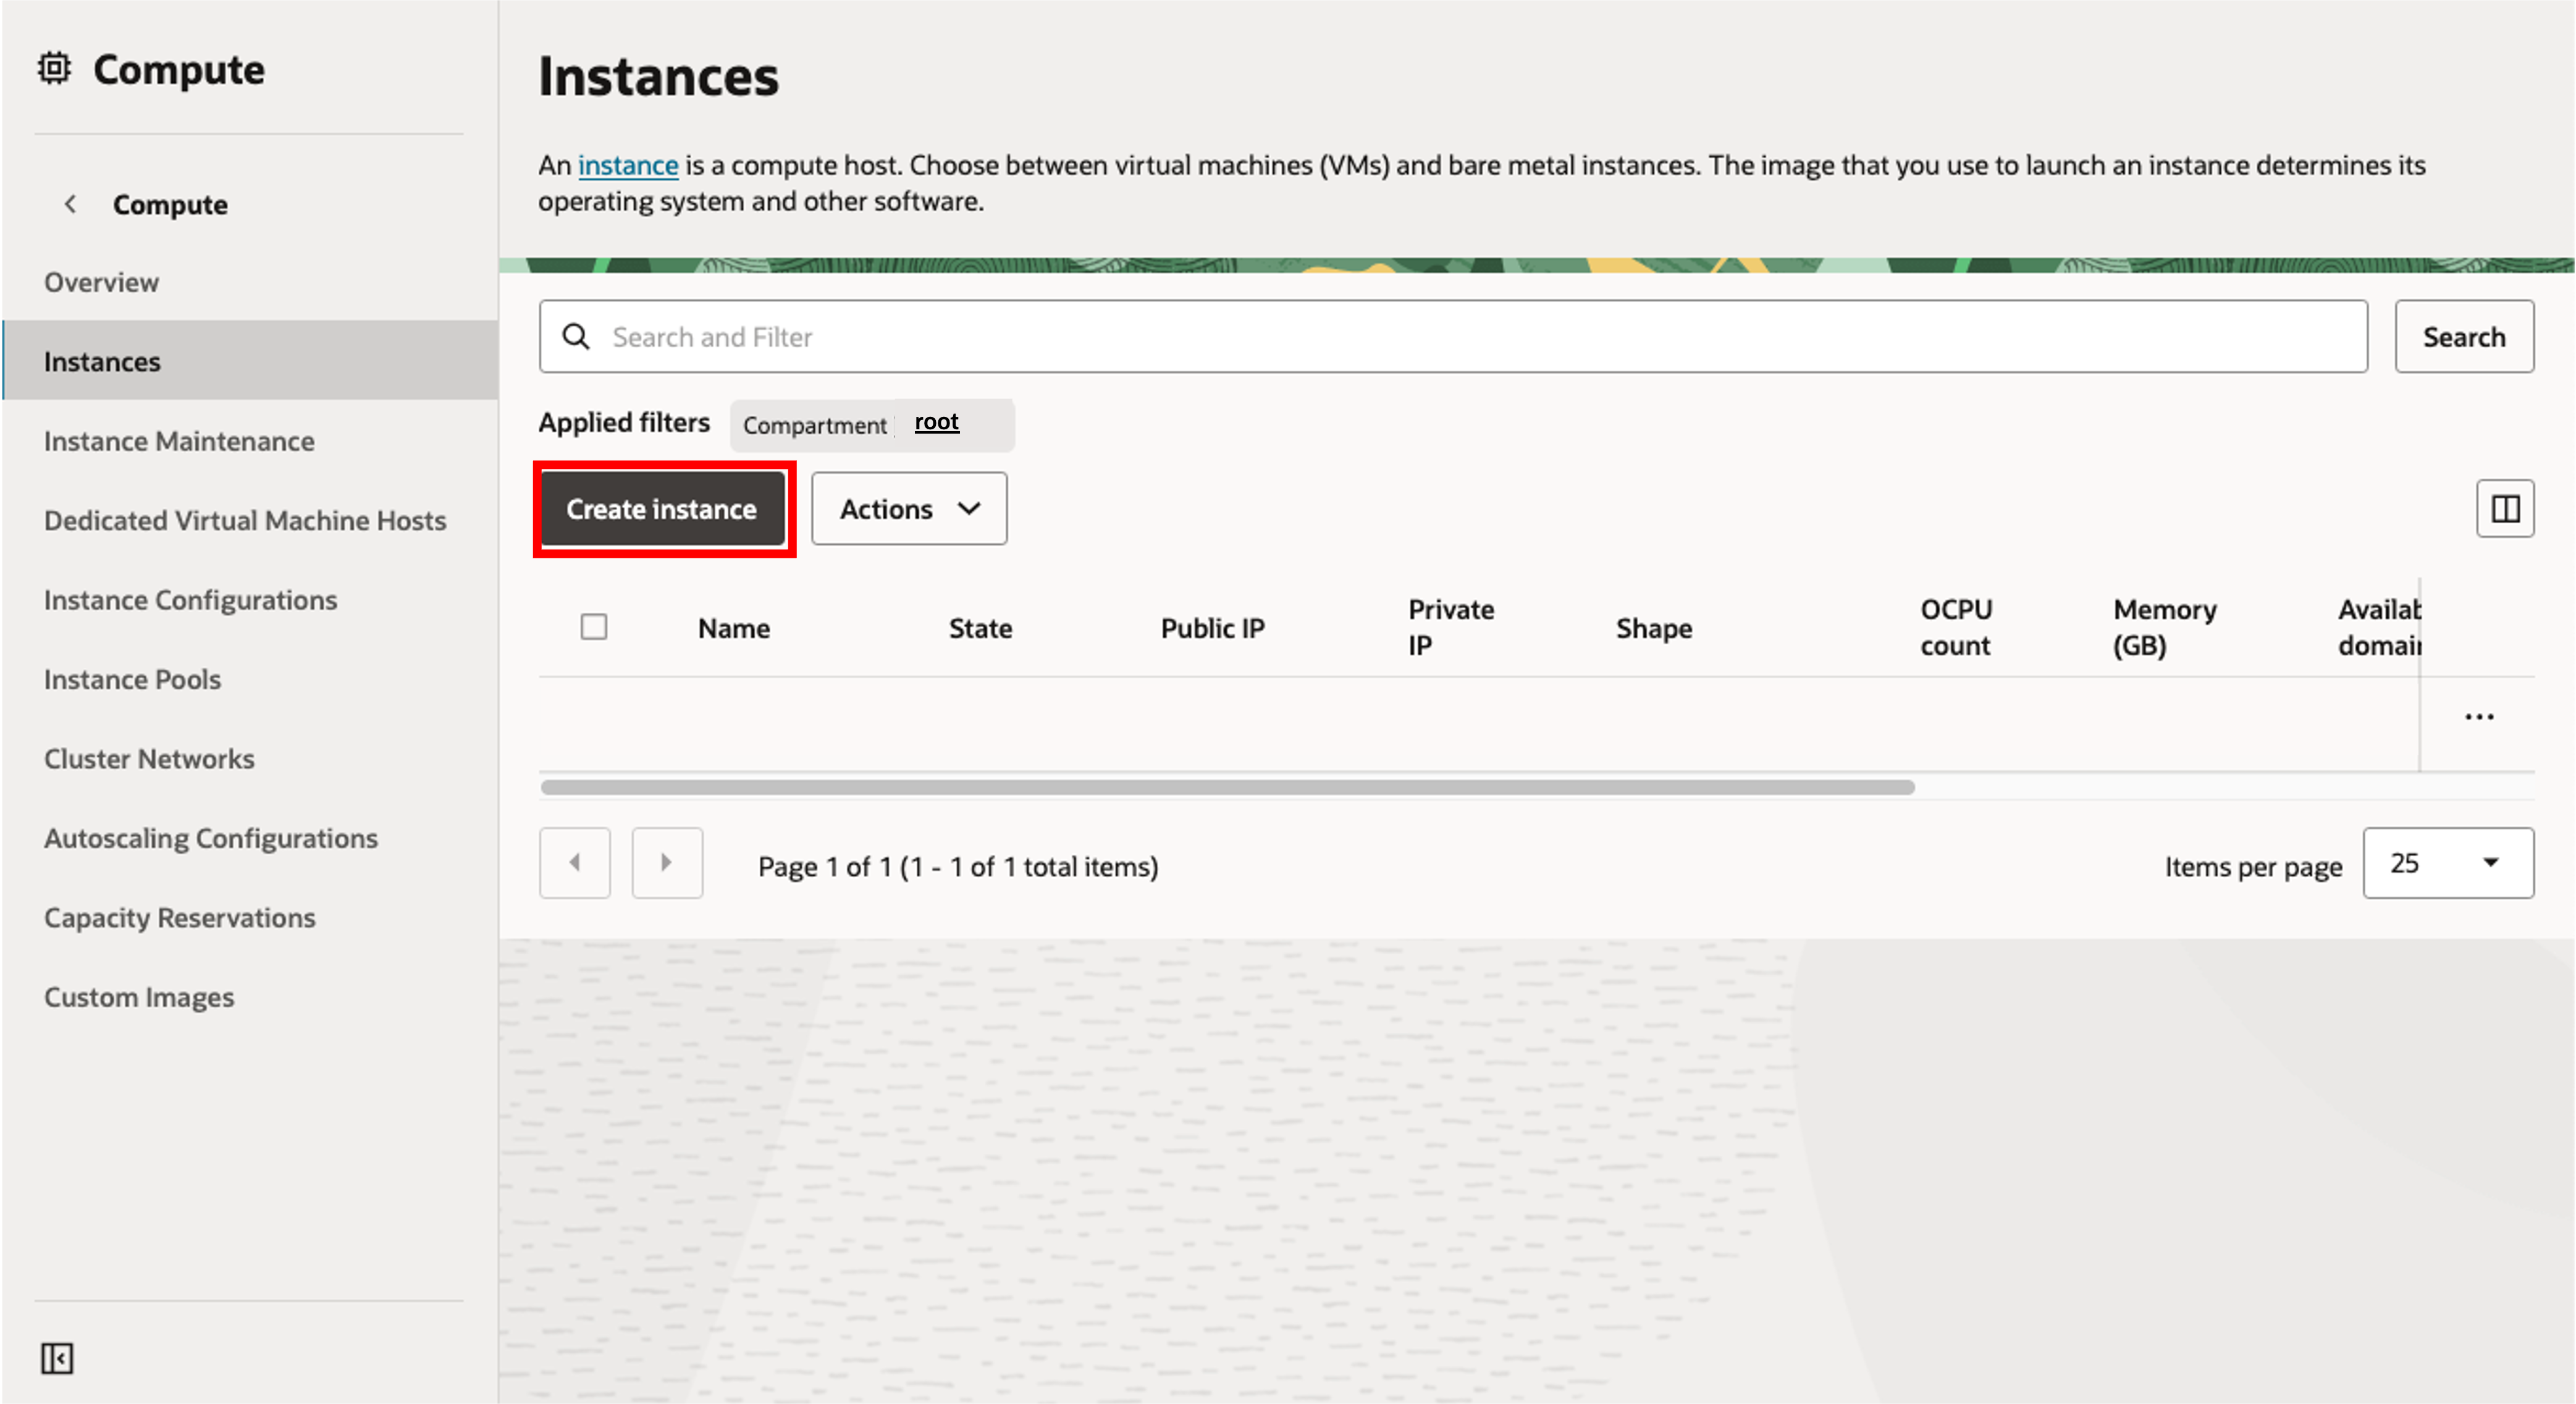 Compute
Compute
Overview
Instances
Instance Maintenance
Dedicated Virtual Machine Hosts
Instance Configurations
Instance Pools
Cluster Networks
Autoscaling Configurations
Capacity Reservations
Custom Images
Instances
An instance is a compute host. Choose between virtual machines (VMs) and bare metal instances. The image that you use to launch an instance determines its
operating system and other software.
Search and Filter
Search
Applied filters Compartment root
Create instance Actions
Name State Public IP Private IP Shape OCPU count Memory (GB)
Page 1 of 1 (1 - 1 of 1 total items)
Items per page 25